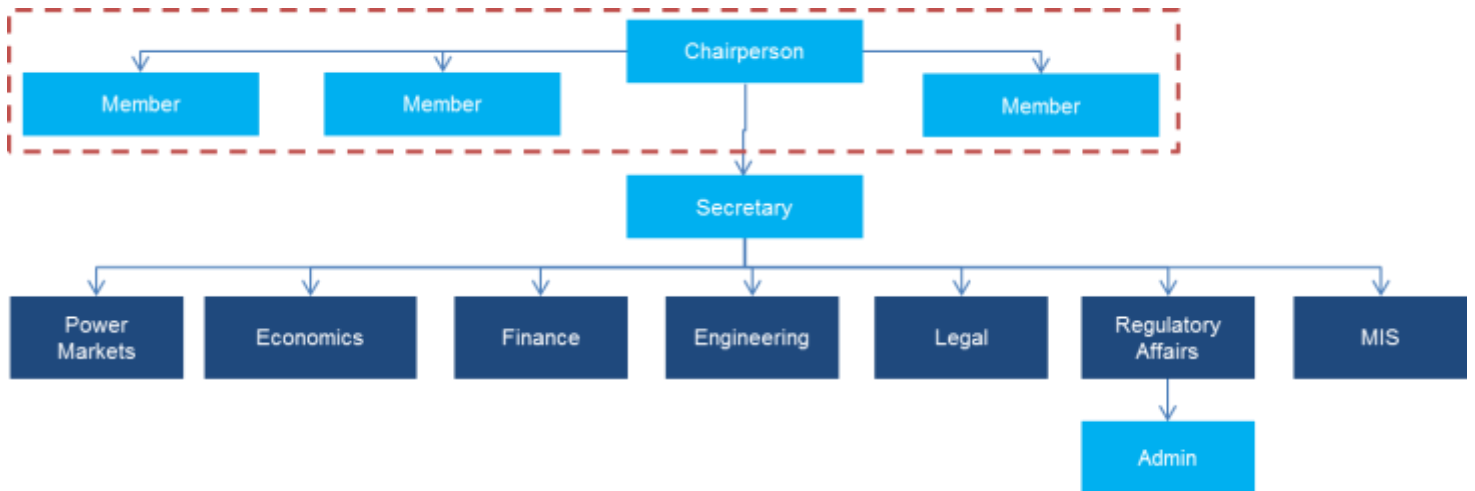 Chairperson
Member
Member
Member
Secretary
Power
Markets
Economics
Finance
Engineering
Legal
Regulatory
Affairs
MIS
Admin